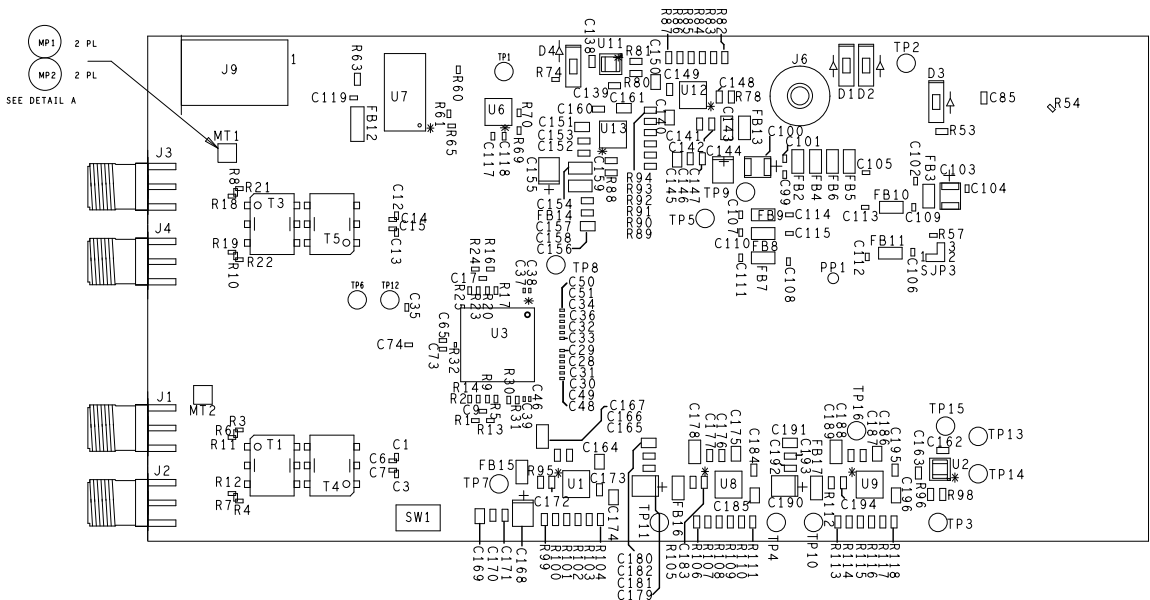 MP1 2 PL
MP2 2 PL
SEE DETAIL A
MT1
J9
1
R63
C119
FB12
U7
R61
R65
R60
TP1
U6
R70
R69
C117
C118
D4
R74
C138
U11
R81
R80
C150
C139
C161
C160
C151
C153
C152
U13
C155
C159
R88
C154
FB14
C157
C158
C156
R87
R86
R85
R84
R83
R82
C149
U12
C148
R78
C140
C141
C142
C143
FB13
C144
C145
C146
C147
R94
R93
R92
R91
R90
R89
TP9
TP5
J6
C100
C101
C99
FB2
FB4
FB6
FB5
C105
D1
D2
TP2
D3
R53
C85
R54
C102
FB3
C103
C104
FB10
C113
C109
FB9
C114
C107
C110
C115
FB8
C111
FB7
C108
PP1
FB11
C112
C106
R57
1
3
2
SJP3
J3
R8
R21
R18
T3
T5
C12
C14
C15
C13
J4
R19
R22
R10
TP6
TP12
C35
C74
C65
C73
R32
R24
R16
C17
R25
R23
R20
R17
C37
C38
TP8
U3
C50
C51
C34
C36
C32
C33
C29
C28
C31
C30
C49
C48
R14
R2
R9
C9
R1
R5
R13
R30
R31
C39
C46
MT2
J1
R3
R6
R11
T1
T4
C1
C6
C7
C3
J2
R12
R7
R4
SW1
C167
C166
C165
C164
FB15
R95
U1
C173
TP7
C172
C174
C169
C170
C171
C168
R99
R100
R101
R102
R103
R104
TP11
FB16
C180
C182
C181
C179
C178
C177
C176
C175
U8
C184
C185
R105
C183
R106
R107
R108
R109
R110
R111
C191
C192
C193
C190
FB17
TP4
TP10
R112
C189
C188
TP16
C187
C186
U9
C195
C194
C196
R113
R114
R115
R116
R117
R118
TP15
C162
C163
U2
R96
R98
TP13
TP14
TP3